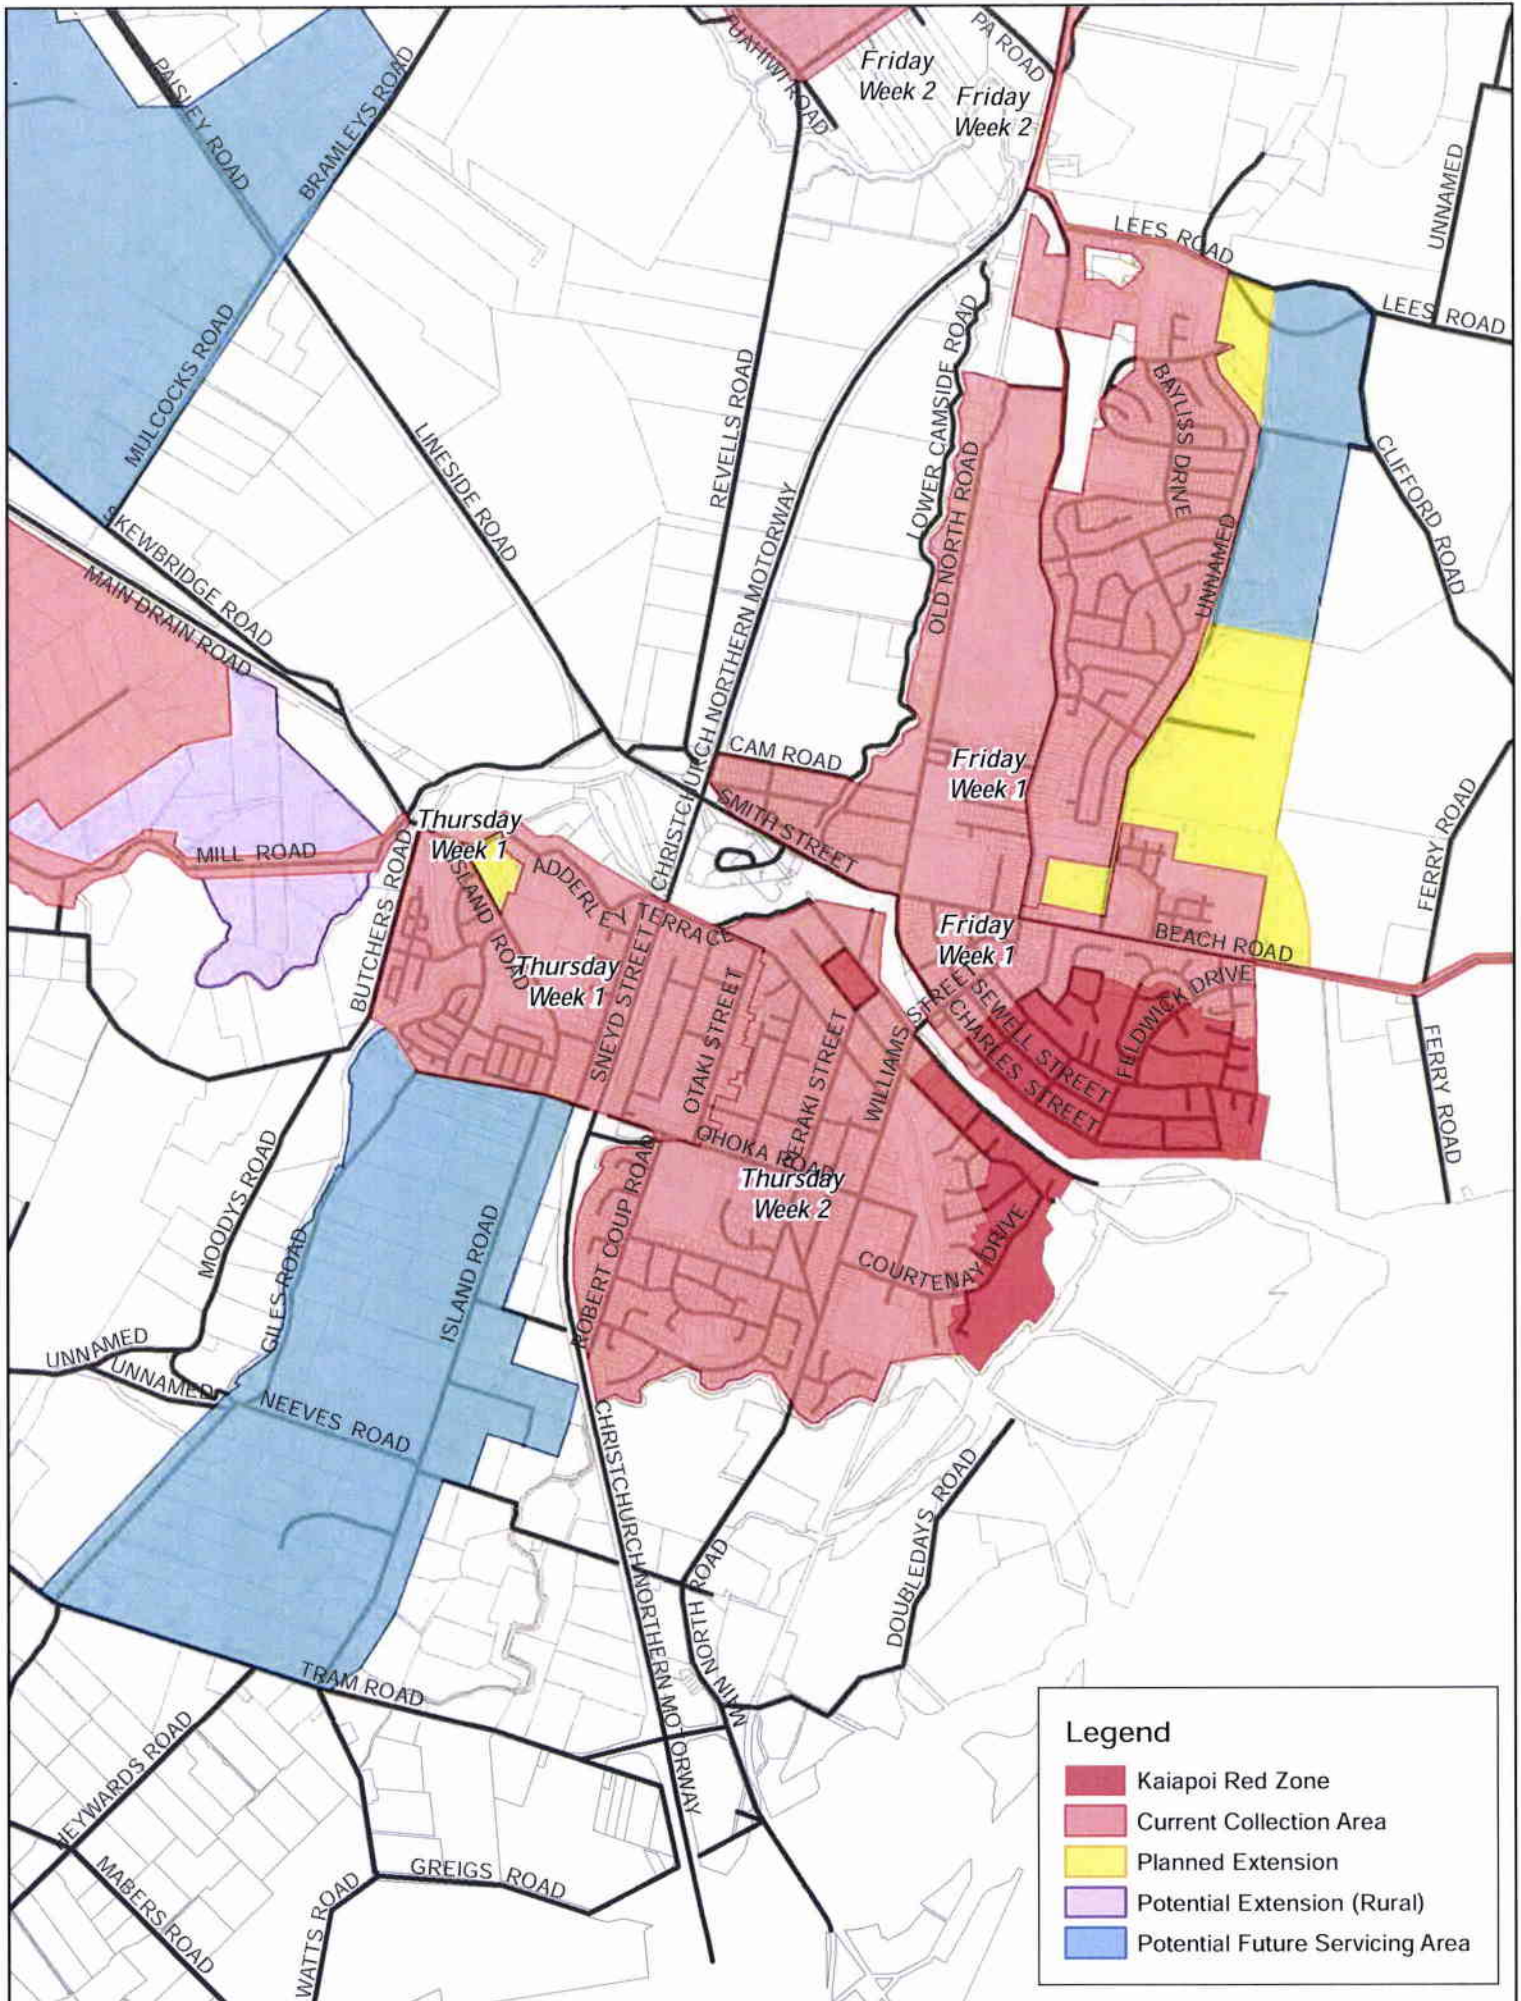 TUAHIWI ROAD
PA ROAD
Friday
Week 2
Friday
Week 2
PAISLEY ROAD
BRAMLEYS ROAD
UNNAMED
LEES ROAD
LEES ROAD
MULCOCKS ROAD
LINESIDE ROAD
REVELLS ROAD
LOWER CAMSIDE ROAD
BAYLISS DRIVE
OLD NORTH ROAD
CLIFFORD ROAD
CHRISTCHURCH NORTHERN MOTORWAY
UNNAMED
SKEWBRIDGE ROAD
MAIN DRAIN ROAD
CAM ROAD
Friday
Week 1
SMITH STREET
Thursday
Week 1
MILL ROAD
ISLAND ROAD
ADDERLEY
TERRACE
FERRY ROAD
BUTCHERS ROAD
Friday
Week 1
BEACH ROAD
Thursday
Week 1
SNEYD STREET
OTAKI STREET
PERAKI STREET
WILLIAMS STREET
SEWELL STREET
CHARLES STREET
FELDWICK DRIVE
FERRY ROAD
OHOKA ROAD
Thursday
Week 2
MOODYS ROAD
GILES ROAD
ISLAND ROAD
ROBERT COUP ROAD
COURTENAY DRIVE
UNNAMED
UNNAMED
NEEVES ROAD
CHRISTCHURCH NORTHERN MOTORWAY
DOUBLEDAYS ROAD
MAIN NORTH ROAD
TRAM ROAD
HEYWARDS ROAD
MABERS ROAD
WATTS ROAD
GREIGS ROAD
Legend
Kaiapoi Red Zone
Current Collection Area
Planned Extension
Potential Extension (Rural)
Potential Future Servicing Area